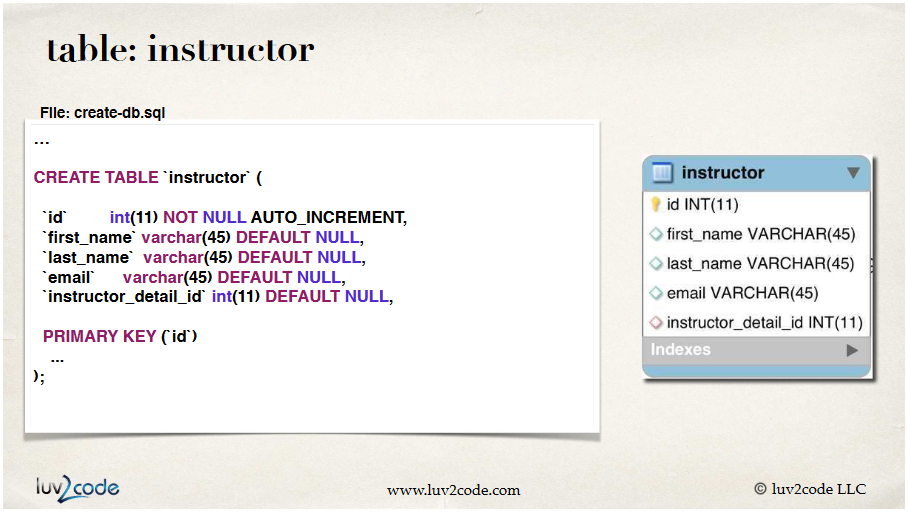 table: instructor
File: create-db.sql
...
CREATE TABLE `instructor` (
`id` int(11) NOT NULL AUTO_INCREMENT,
`first_name` varchar(45) DEFAULT NULL,
`last_name` varchar(45) DEFAULT NULL,
`email` varchar(45) DEFAULT NULL,
`instructor_detail_id` int(11) DEFAULT NULL,
PRIMARY KEY (`id`)
...
);
instructor
id INT(11)
first_name VARCHAR(45)
last_name VARCHAR(45)
email VARCHAR(45)
instructor_detail_id INT(11)
Indexes
luv2code
www.luv2code.com
© luv2code LLC